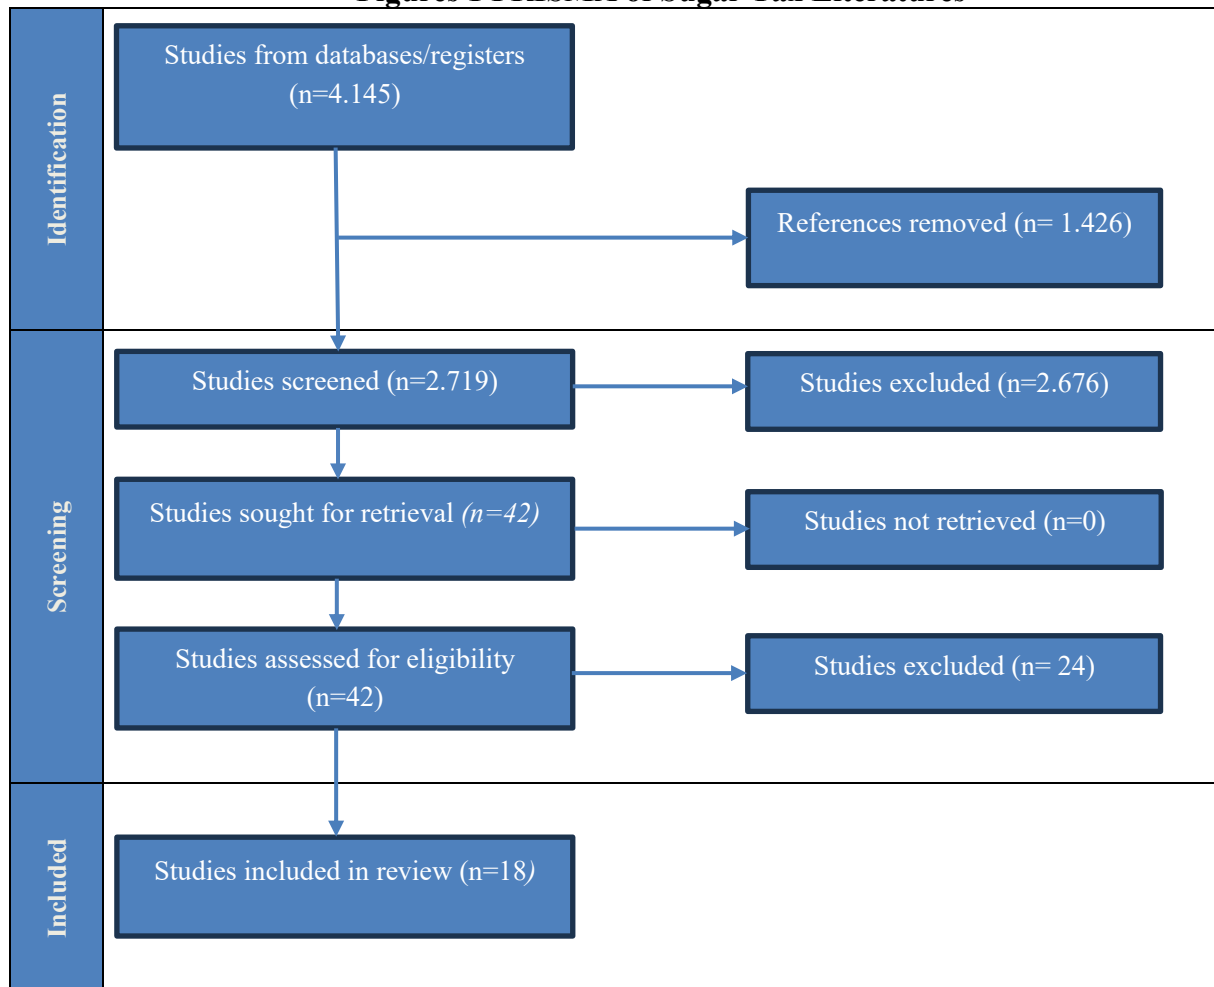 Identification
Studies from databases/registers
(n=4.145)
References removed (n= 1.426)
Screening
Studies screened (n=2.719)
Studies excluded (n=2.676)
Studies sought for retrieval (n=42)
Studies not retrieved (n=0)
Studies assessed for eligibility
(n=42)
Studies excluded (n= 24)
Included
Studies included in review (n=18)